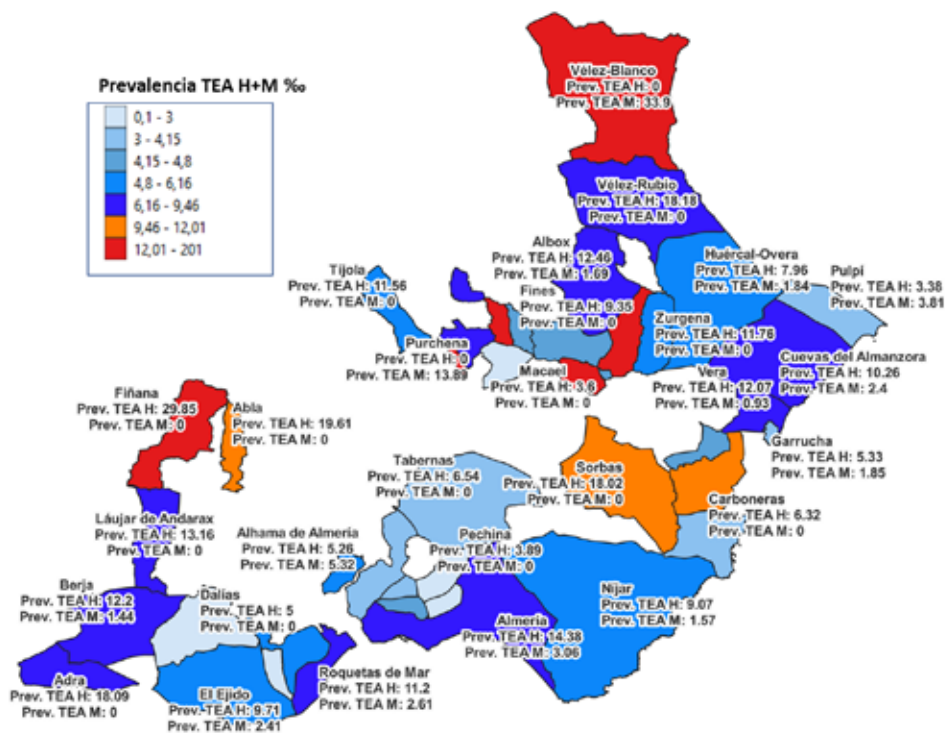 Prevalencia TEA H+M ‰
0,1 - 3
3 - 4,15
4,15 - 4,8
4,8 - 6,16
6,16 - 9,46
9,46 - 12,01
12,01 - 201
Vélez-Blanco
Prev. TEA H: 0
Prev. TEA M: 33.9
Vélez-Rubio
Prev. TEA H: 18.18
Prev. TEA M: 0
Albox
Prev. TEA H: 12.46
Prev. TEA M: 1.69
Huércal-Overa
Prev. TEA H: 7.96
Prev. TEA M: 1.84
Pulpí
Prev. TEA H: 3.38
Prev. TEA M: 3.81
Tíjola
Prev. TEA H: 11.56
Prev. TEA M: 0
Fines
Prev. TEA H: 9.35
Prev. TEA M: 0
Zurgena
Prev. TEA H: 11.76
Prev. TEA M: 0
Purchena
Prev. TEA H: 0
Prev. TEA M: 13.89
Macael
Prev. TEA H: 3.6
Prev. TEA M: 0
Cuevas del Almanzora
Prev. TEA H: 10.26
Prev. TEA M: 2.4
Vera
Prev. TEA H: 12.07
Prev. TEA M: 0.93
Fiñana
Prev. TEA H: 29.85
Prev. TEA M: 0
Abla
Prev. TEA H: 19.61
Prev. TEA M: 0
Garrucha
Prev. TEA H: 5.33
Prev. TEA M: 1.85
Tabernas
Prev. TEA H: 6.54
Prev. TEA M: 0
Sorbas
Prev. TEA H: 18.02
Prev. TEA M: 0
Carboneras
Prev. TEA H: 6.32
Prev. TEA M: 0
Láujar de Andarax
Prev. TEA H: 13.16
Prev. TEA M: 0
Alhama de Almería
Prev. TEA H: 5.26
Prev. TEA M: 5.32
Pechina
Prev. TEA H: 3.89
Prev. TEA M: 0
Berja
Prev. TEA H: 12.2
Prev. TEA M: 1.44
Dalías
Prev. TEA H: 5
Prev. TEA M: 0
Níjar
Prev. TEA H: 9.07
Prev. TEA M: 1.57
Almería
Prev. TEA H: 14.38
Prev. TEA M: 3.06
Adra
Prev. TEA H: 18.09
Prev. TEA M: 0
El Ejido
Prev. TEA H: 9.71
Prev. TEA M: 2.41
Roquetas de Mar
Prev. TEA H: 11.2
Prev. TEA M: 2.61